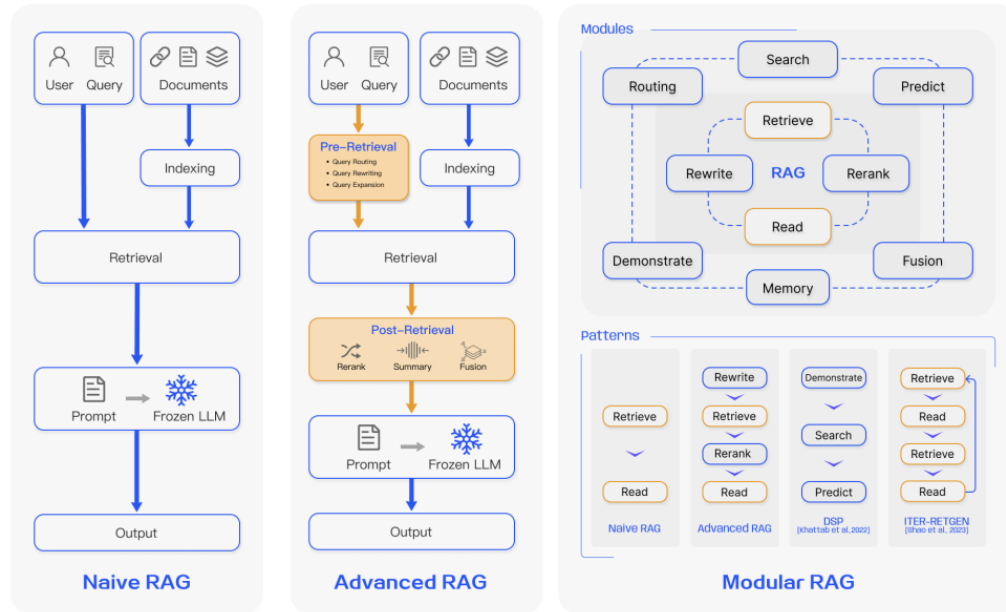 User Query
Documents
Indexing
Retrieval
Prompt
Frozen LLM
Output
Naive RAG
User Query
Documents
Pre-Retrieval
• Query Routing
• Query Rewriting
• Query Expansion
Indexing
Retrieval
Post-Retrieval
Rerank
Summary
Fusion
Prompt
Frozen LLM
Output
Advanced RAG
Modules
Search
Routing
Predict
Retrieve
Rewrite
RAG
Rerank
Read
Demonstrate
Fusion
Memory
Patterns
Retrieve
Read
Naive RAG
Rewrite
Retrieve
Rerank
Read
Advanced RAG
Demonstrate
Search
Predict
DSP
[Khattab et al.,2022]
Retrieve
Read
Retrieve
Read
ITER-RETGEN
[Shao et al., 2023]
Modular RAG